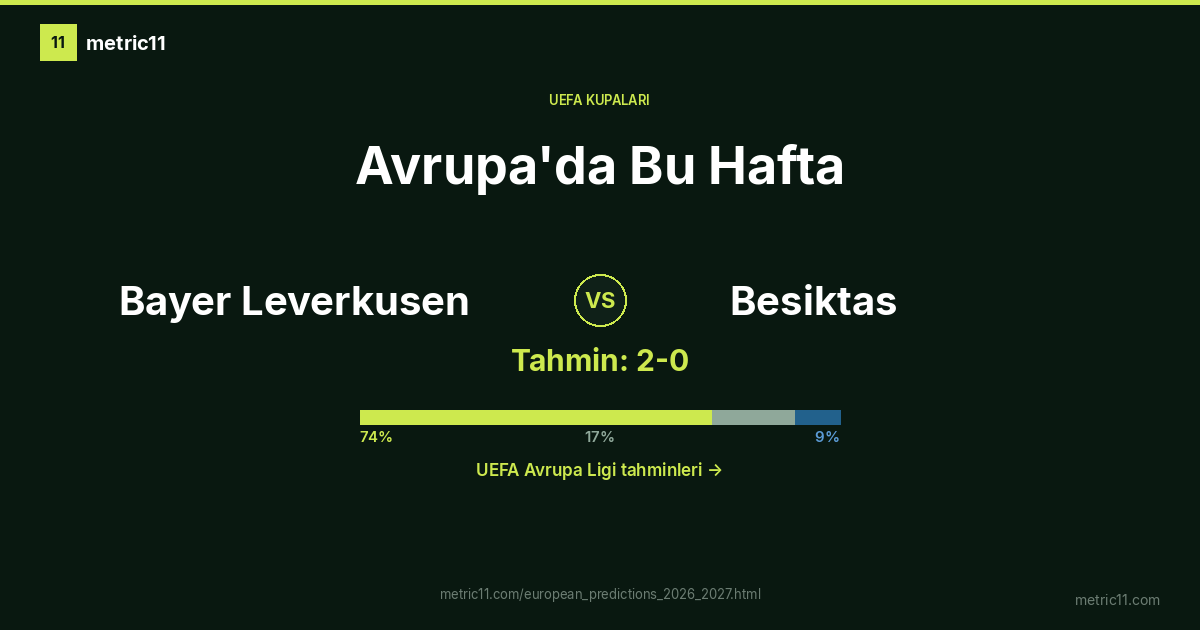 11 metric11
UEFA KUPALARI
Avrupa'da Bu Hafta
Bayer Leverkusen VS Besiktas
Tahmin: 2-0
74% 17% 9%
UEFA Avrupa Ligi tahminleri →
metric11.com/european_predictions_2026_2027.html
metric11.com